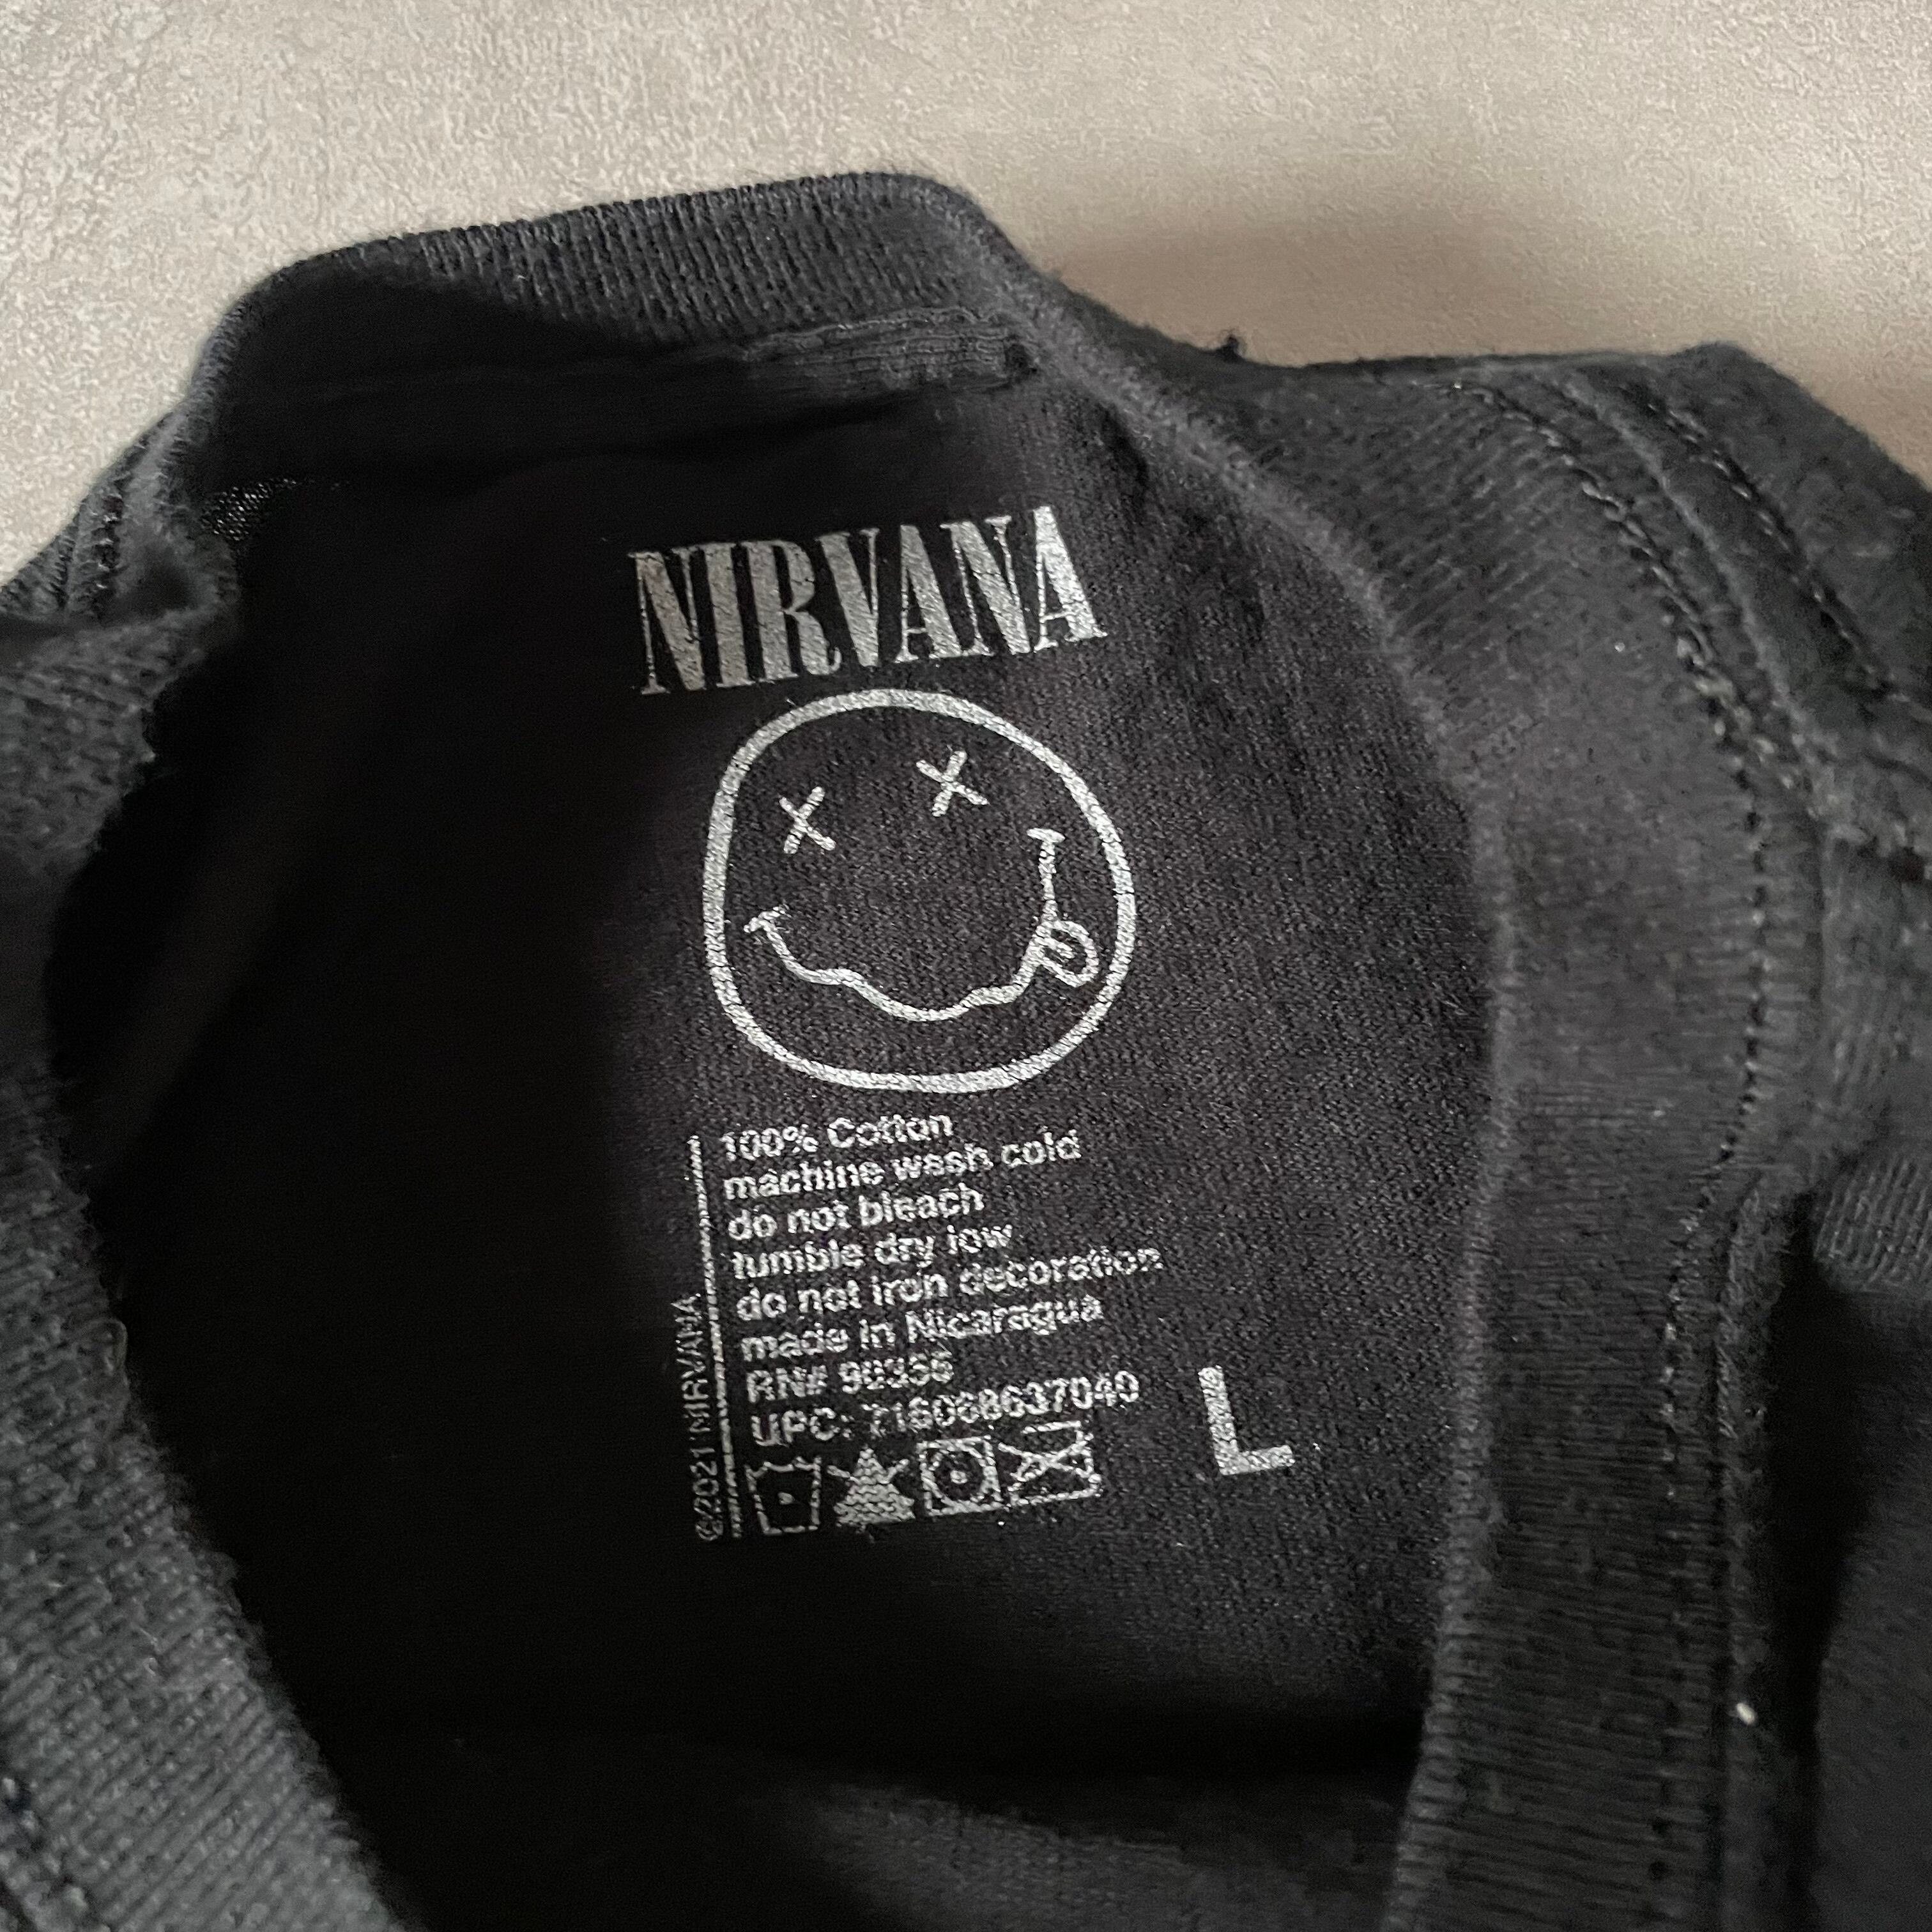 NIRVANA
100% Cotton
machine wash cold
do not bleach
tumble dry low
do not iron decoration
made in Nicaragua
RN#
UPC: 716068637040
L
©2021 NIRVANA